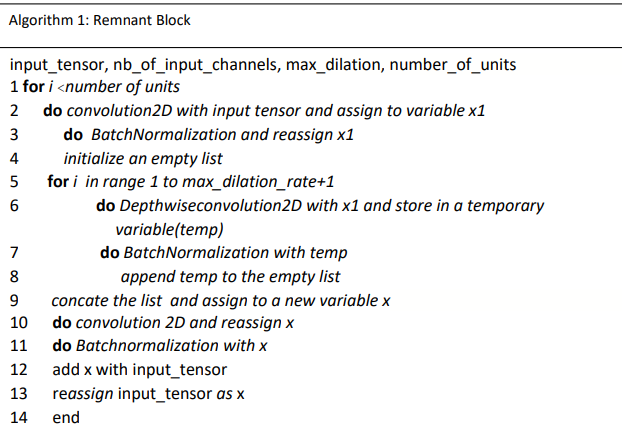 Algorithm 1: Remnant Block
input_tensor, nb_of_input_channels, max_dilation, number_of_units
1 for i <number of units
2 do convolution2D with input tensor and assign to variable x1
3 do BatchNormalization and reassign x1
4 initialize an empty list
5 for i in range 1 to max_dilation_rate+1
6 do Depthwiseconvolution2D with x1 and store in a temporary
variable(temp)
7 do BatchNormalization with temp
8 append temp to the empty list
9 concate the list and assign to a new variable x
10 do convolution 2D and reassign x
11 do Batchnormalization with x
12 add x with input_tensor
13 reassign input_tensor as x
14 end